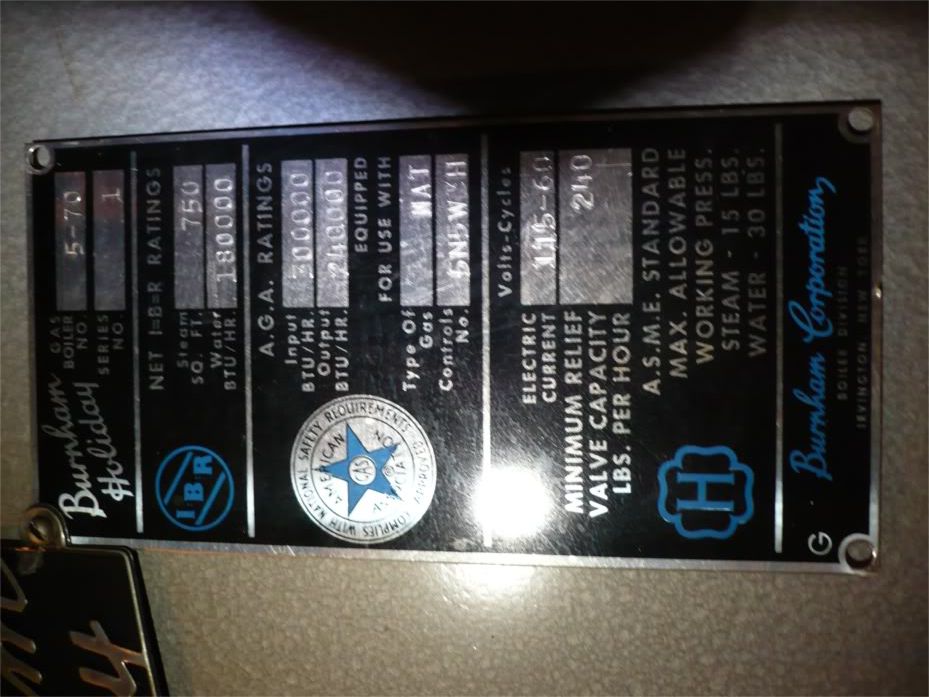 Burnham
Holiday
GAS
BOILER
NO. 5-70
SERIES
NO 1
I=B=R
NET I=B=R RATINGS
Steam
SQ. FT. 750
Water
BTU/HR. 180000
A.G.A. RATINGS
Input
BTU/HR. 300000
Output
BTU/HR. 240000
EQUIPPED
FOR USE WITH
Type Of
Gas NAT
Controls
No.
COMPLIES WITH NATIONAL SAFETY REQUIREMENTS
APPROVED
AMERICAN
GAS
ASSOCIATION
Volts-Cycles
ELECTRIC
CURRENT 115-60
MINIMUM RELIEF
VALVE CAPACITY
LBS. PER HOUR 240
H
A.S.M.E. STANDARD
MAX. ALLOWABLE
WORKING PRESS.
STEAM - 15 LBS.
WATER - 30 LBS.
G
Burnham Corporation
BOILER DIVISION
IRVINGTON NEW YORK